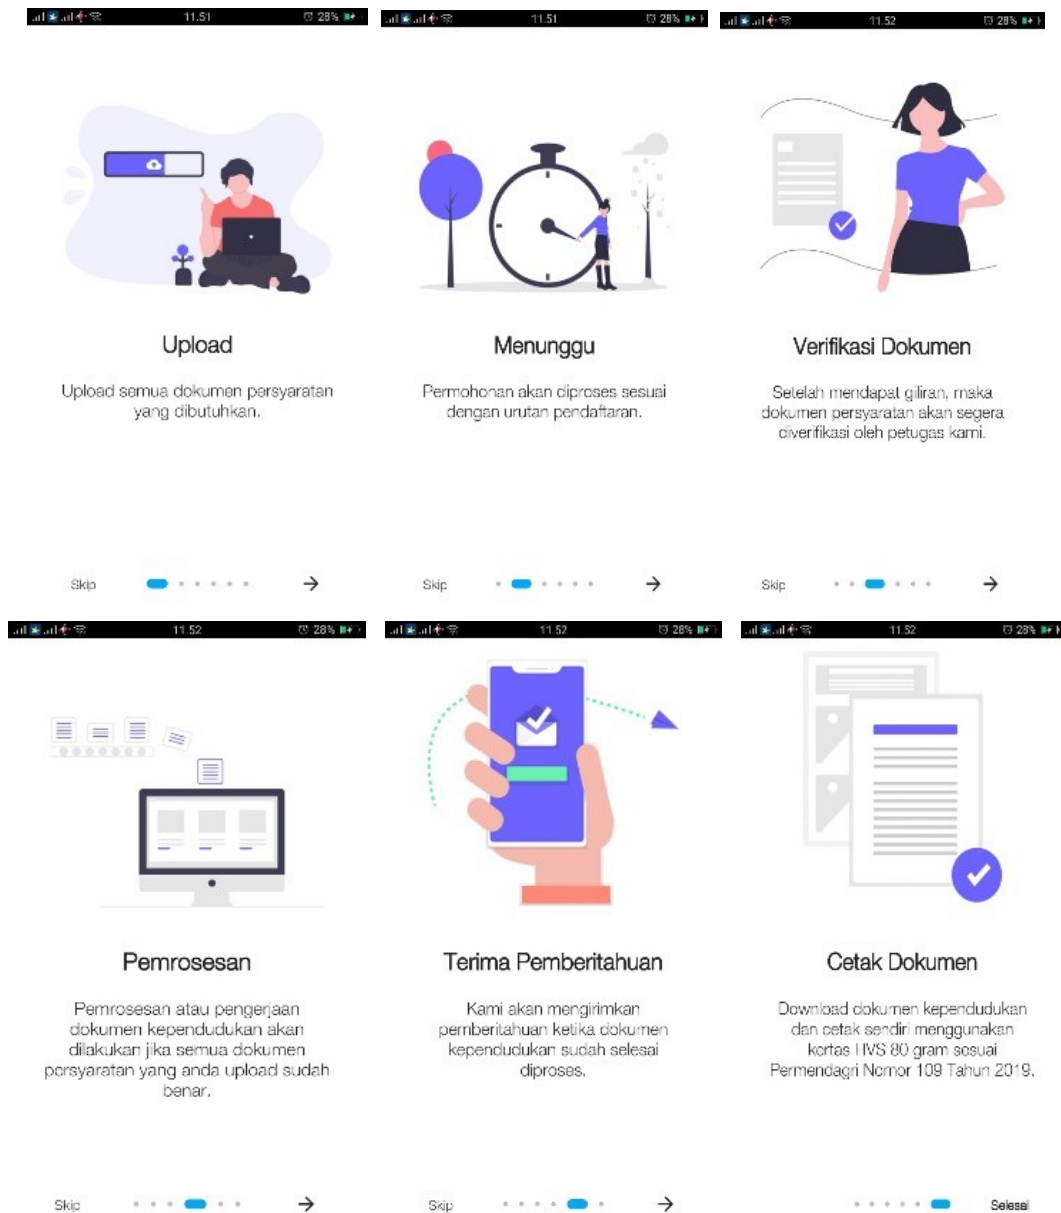 11.51
28%
Upload
Upload semua dokumen persyaratan
yang dibutuhkan.
Skip
11.51
28%
Menunggu
Permohonan akan diproses sesuai
dengan urutan pendaftaran.
Skip
11.52
28%
Verifikasi Dokumen
Setelah mendapat giliran, maka
dokumen persyaratan akan segera
diverifikasi oleh petugas kami.
Skip
11.52
28%
Pemrosesan
Pemrosesan atau pengerjaan
dokumen kependudukan akan
dilakukan jika semua dokumen
persyaratan yang anda upload sudah
benar.
Skip
11.52
28%
Terima Pemberitahuan
Kami akan mengirimkan
pemberitahuan ketika dokumen
kependudukan sudah selesai
diproses.
Skip
11.52
28%
Cetak Dokumen
Download dokumen kependudukan
dan cetak sendiri menggunakan
kertas HVS 80 gram sesuai
Permendagri Nomor 109 Tahun 2019.
Selesai